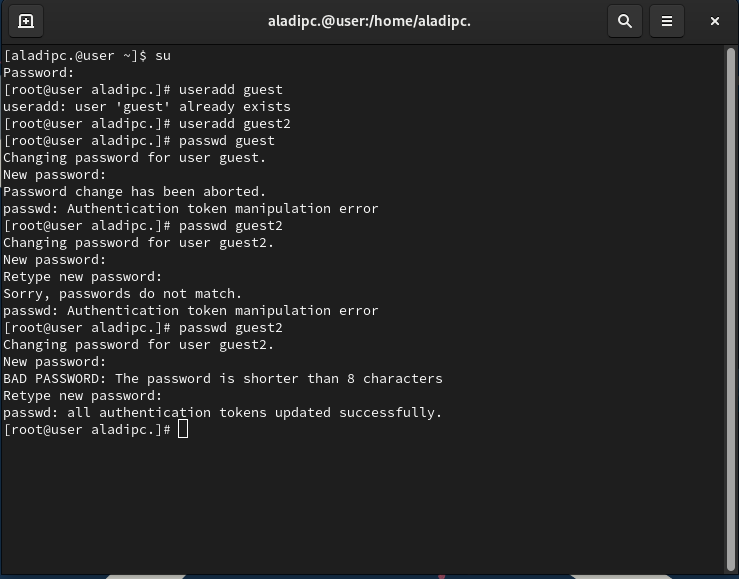 aladipc.@user:/home/aladipc.
[aladipc.@user ~]$ su
Password:
[root@user aladipc.]# useradd guest
useradd: user 'guest' already exists
[root@user aladipc.]# useradd guest2
[root@user aladipc.]# passwd guest
Changing password for user guest.
New password:
Password change has been aborted.
passwd: Authentication token manipulation error
[root@user aladipc.]# passwd guest2
Changing password for user guest2.
New password:
Retype new password:
Sorry, passwords do not match.
passwd: Authentication token manipulation error
[root@user aladipc.]# passwd guest2
Changing password for user guest2.
New password:
BAD PASSWORD: The password is shorter than 8 characters
Retype new password:
passwd: all authentication tokens updated successfully.
[root@user aladipc.]#